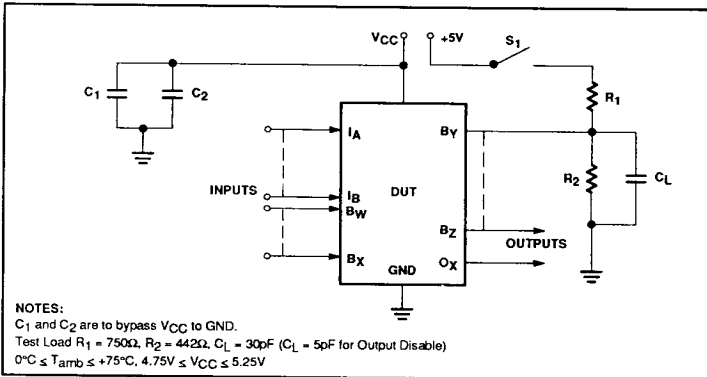 VCC +5V S1
C1 C2 R1
IA BY
R2 CL
INPUTS IB DUT
BW
BZ OUTPUTS
BX GND OX
NOTES:
C1 and C2 are to bypass VCC to GND.
Test Load R1 = 750Ω, R2 = 442Ω, CL = 30pF (CL = 5pF for Output Disable)
0°C ≤ Tamb ≤ +75°C, 4.75V ≤ VCC ≤ 5.25V